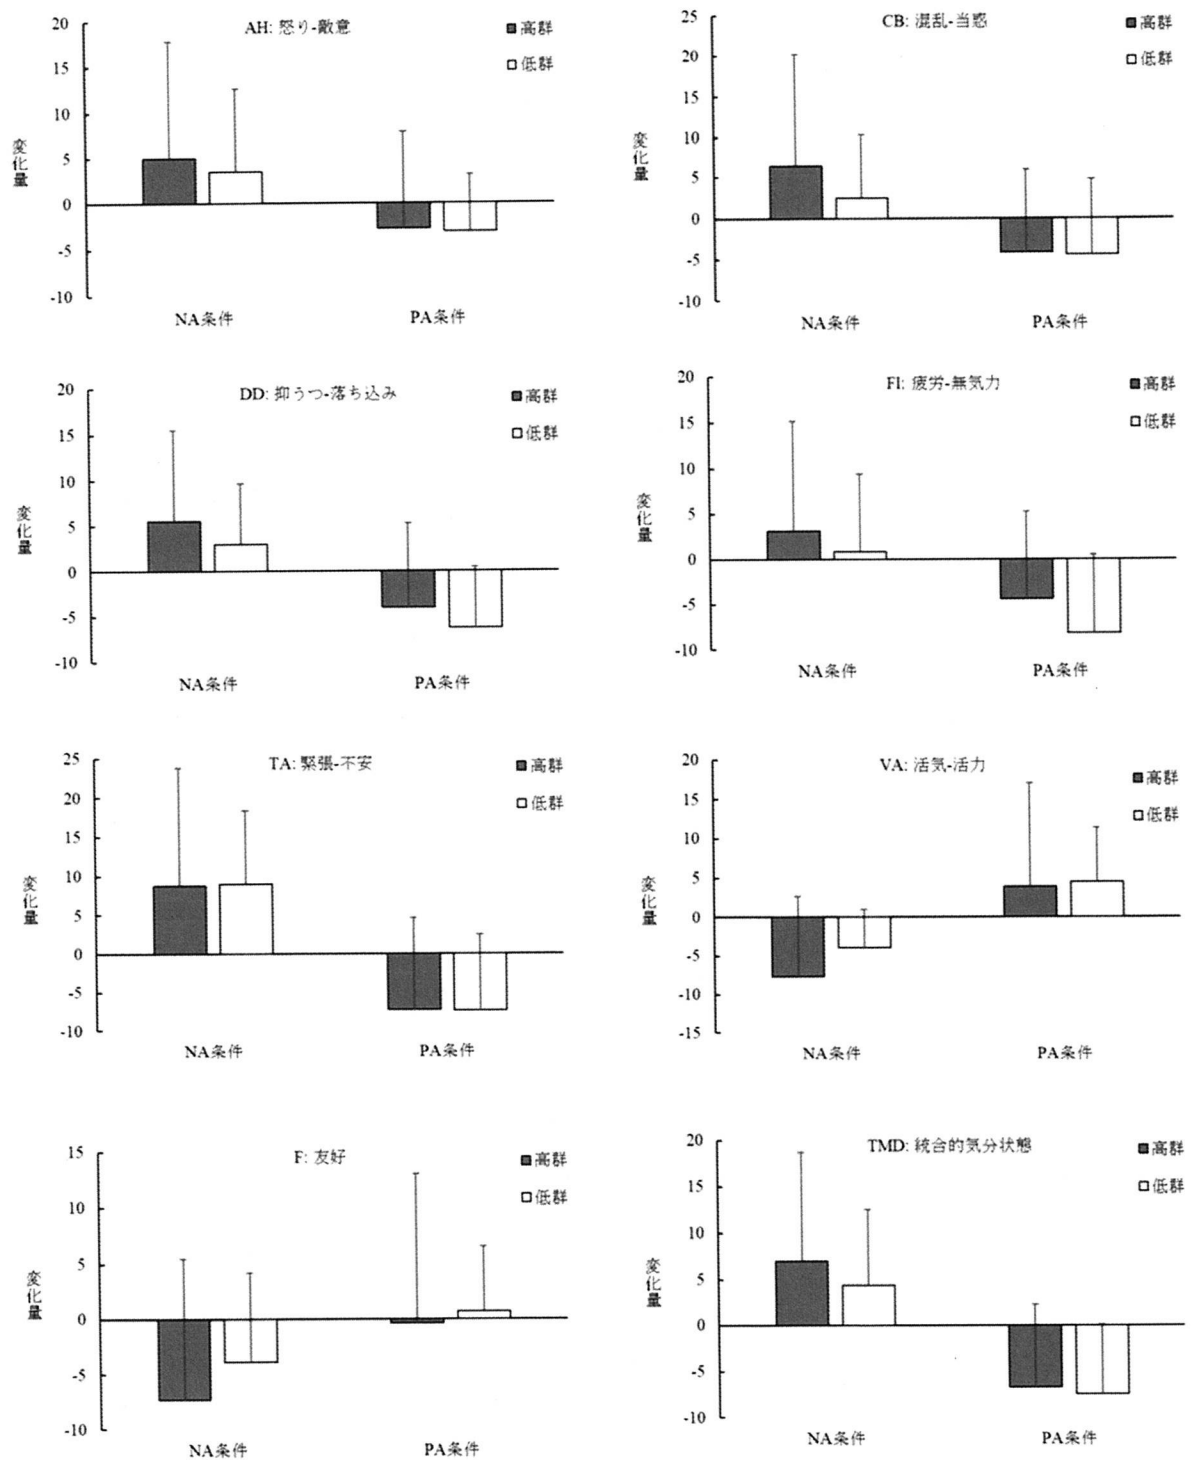 AH: 怒り-敵意
高群
低群
20
15
10
5
0
-5
-10
変化量
NA条件
PA条件
CB: 混乱-当惑
高群
低群
25
20
15
10
5
0
-5
-10
変化量
NA条件
PA条件
DD: 抑うつ-落ち込み
高群
低群
20
15
10
5
0
-5
-10
変化量
NA条件
PA条件
FI: 疲労-無気力
高群
低群
20
15
10
5
0
-5
-10
変化量
NA条件
PA条件
TA: 緊張-不安
高群
低群
25
20
15
10
5
0
-5
-10
変化量
NA条件
PA条件
VA: 活気-活力
高群
低群
20
15
10
5
0
-5
-10
-15
変化量
NA条件
PA条件
F: 友好
高群
低群
15
10
5
0
-5
-10
変化量
NA条件
PA条件
TMD: 統合的気分状態
高群
低群
20
15
10
5
0
-5
-10
変化量
NA条件
PA条件